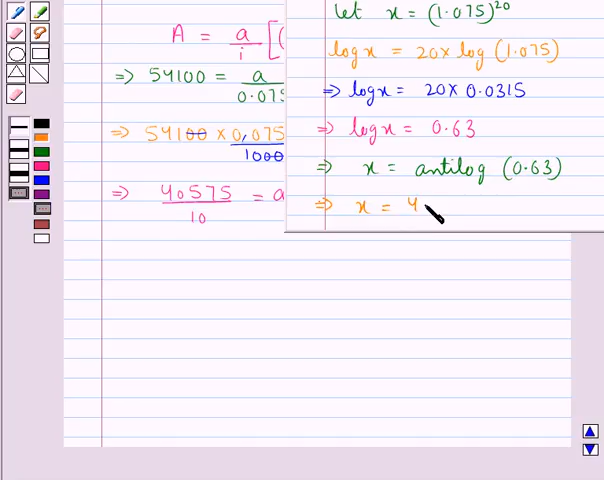 A = a/i [(
⇒ 54100 = a/0.075
⇒ 54100 × 0.075/1000
⇒ 40575/10 = a
let x = (1.075)^20
log x = 20 × log (1.075)
⇒ log x = 20 × 0.0315
⇒ log x = 0.63
⇒ x = antilog (0.63)
⇒ x = 4